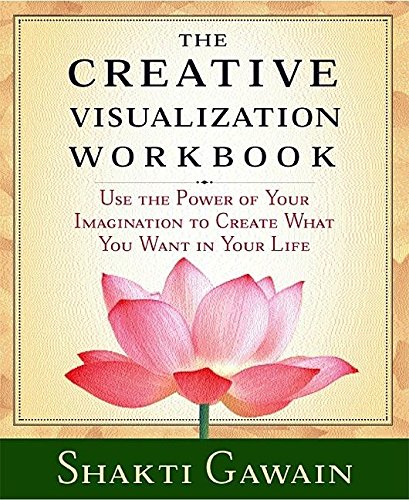 THE
CREATIVE
VISUALIZATION
WORKBOOK
USE THE POWER OF YOUR
IMAGINATION TO CREATE WHAT
YOU WANT IN YOUR LIFE
SHAKTI GAWAIN